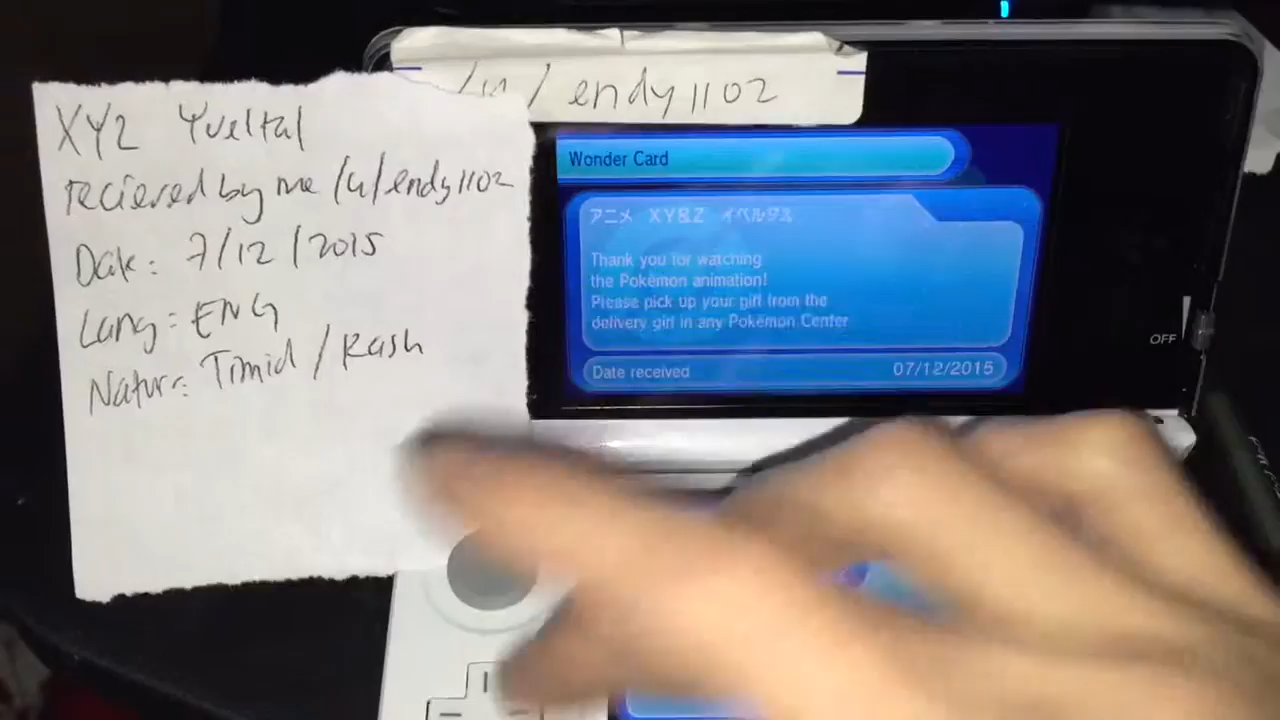 /u/ endy1102
XYZ Yveltal
recieved by me /u/endy1102
Date: 7/12/2015
Lang: ENG
Nature: Timid / Rash
Wonder Card
アニメ XY&Z イベルタル
Thank you for watching
the Pokémon animation!
Please pick up your gift from the
delivery girl in any Pokémon Center
Date received 07/12/2015
OFF